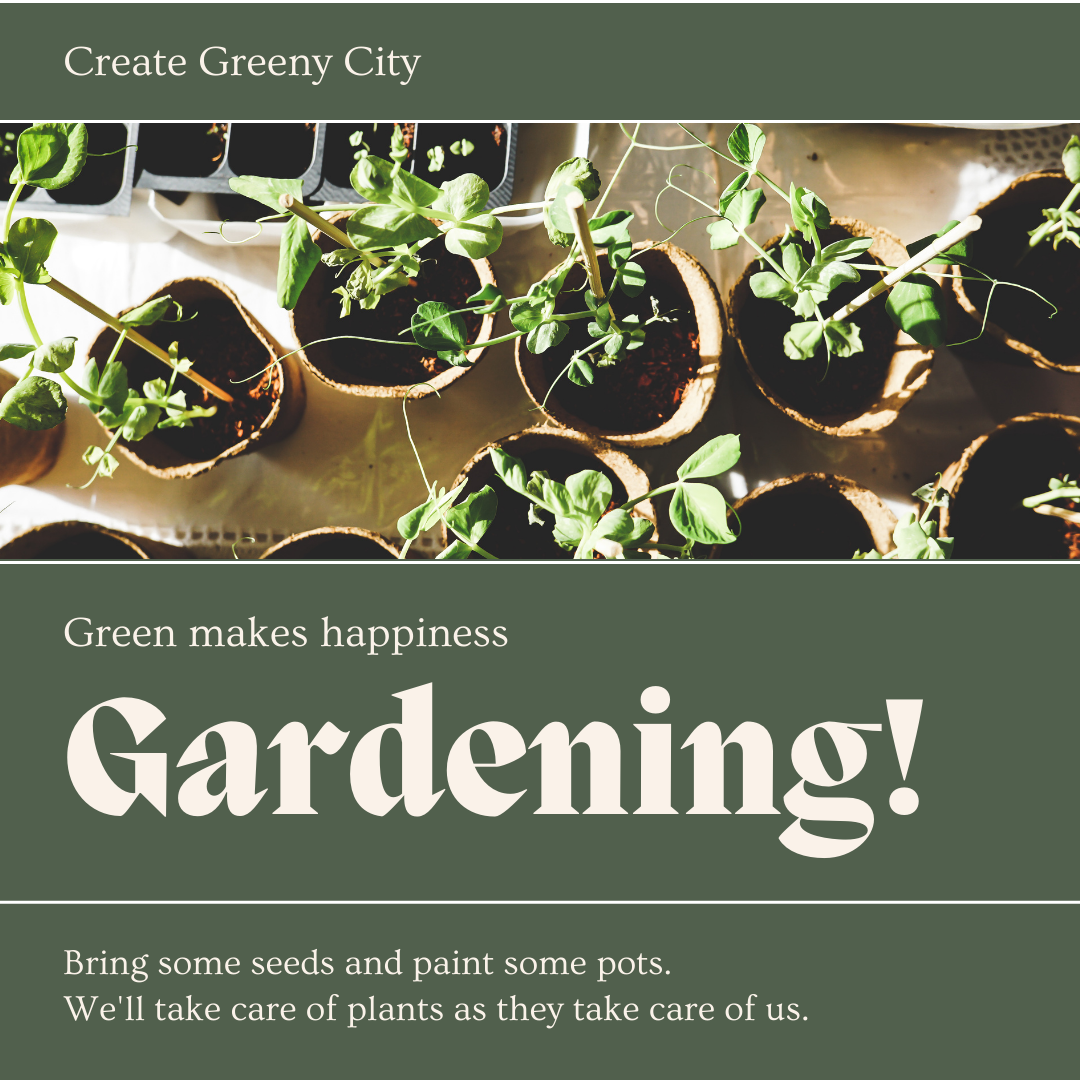 Create Greeny City
Green makes happiness
Gardening!
Bring some seeds and paint some pots.
We'll take care of plants as they take care of us.